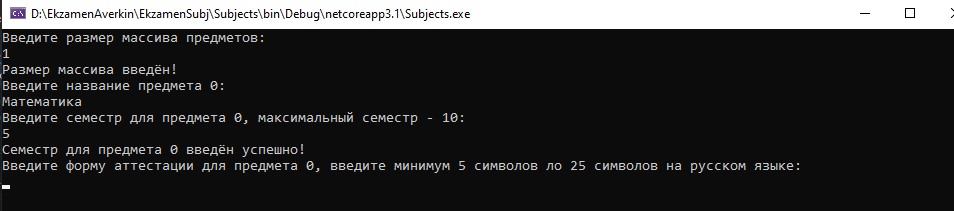 D:\EkzamenAverkin\EkzamenSubj\Subjects\bin\Debug\netcoreapp3.1\Subjects.exe
Введите размер массива предметов:
1
Размер массива введён!
Введите название предмета 0:
Математика
Введите семестр для предмета 0, максимальный семестр - 10:
5
Семестр для предмета 0 введён успешно!
Введите форму аттестации для предмета 0, введите минимум 5 символов ло 25 символов на русском языке: